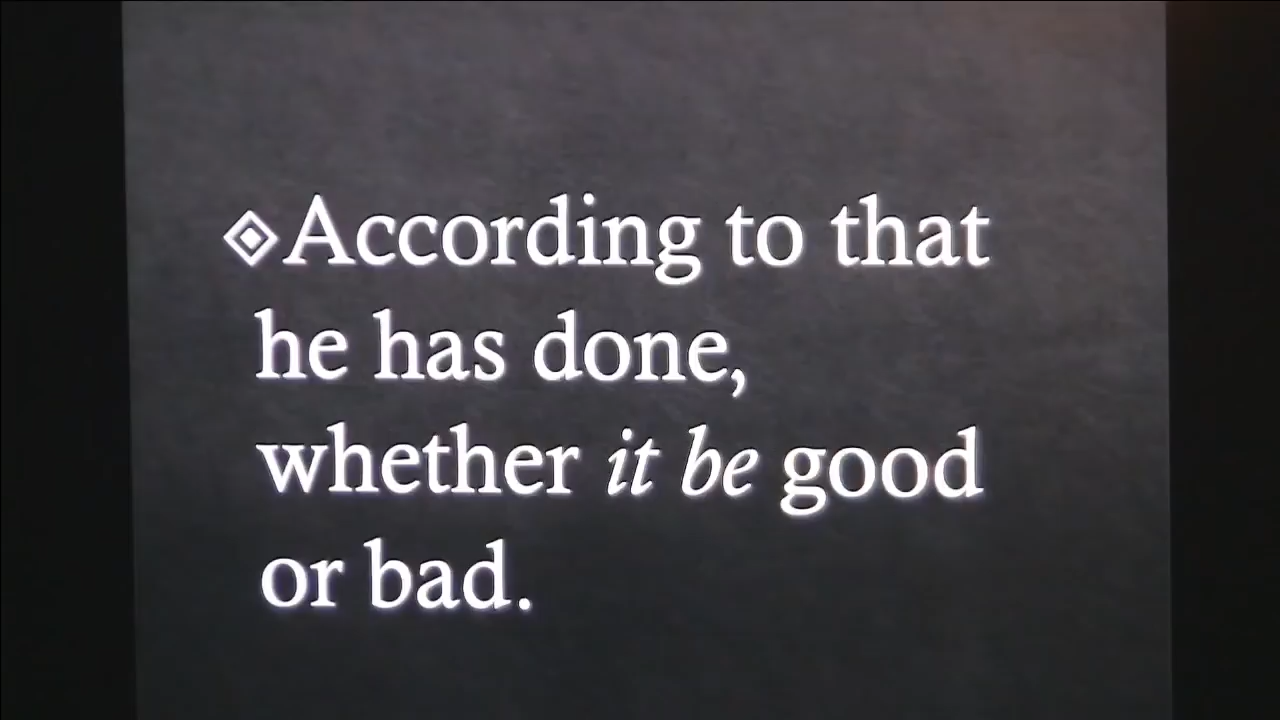 According to that
he has done,
whether it be good
or bad.